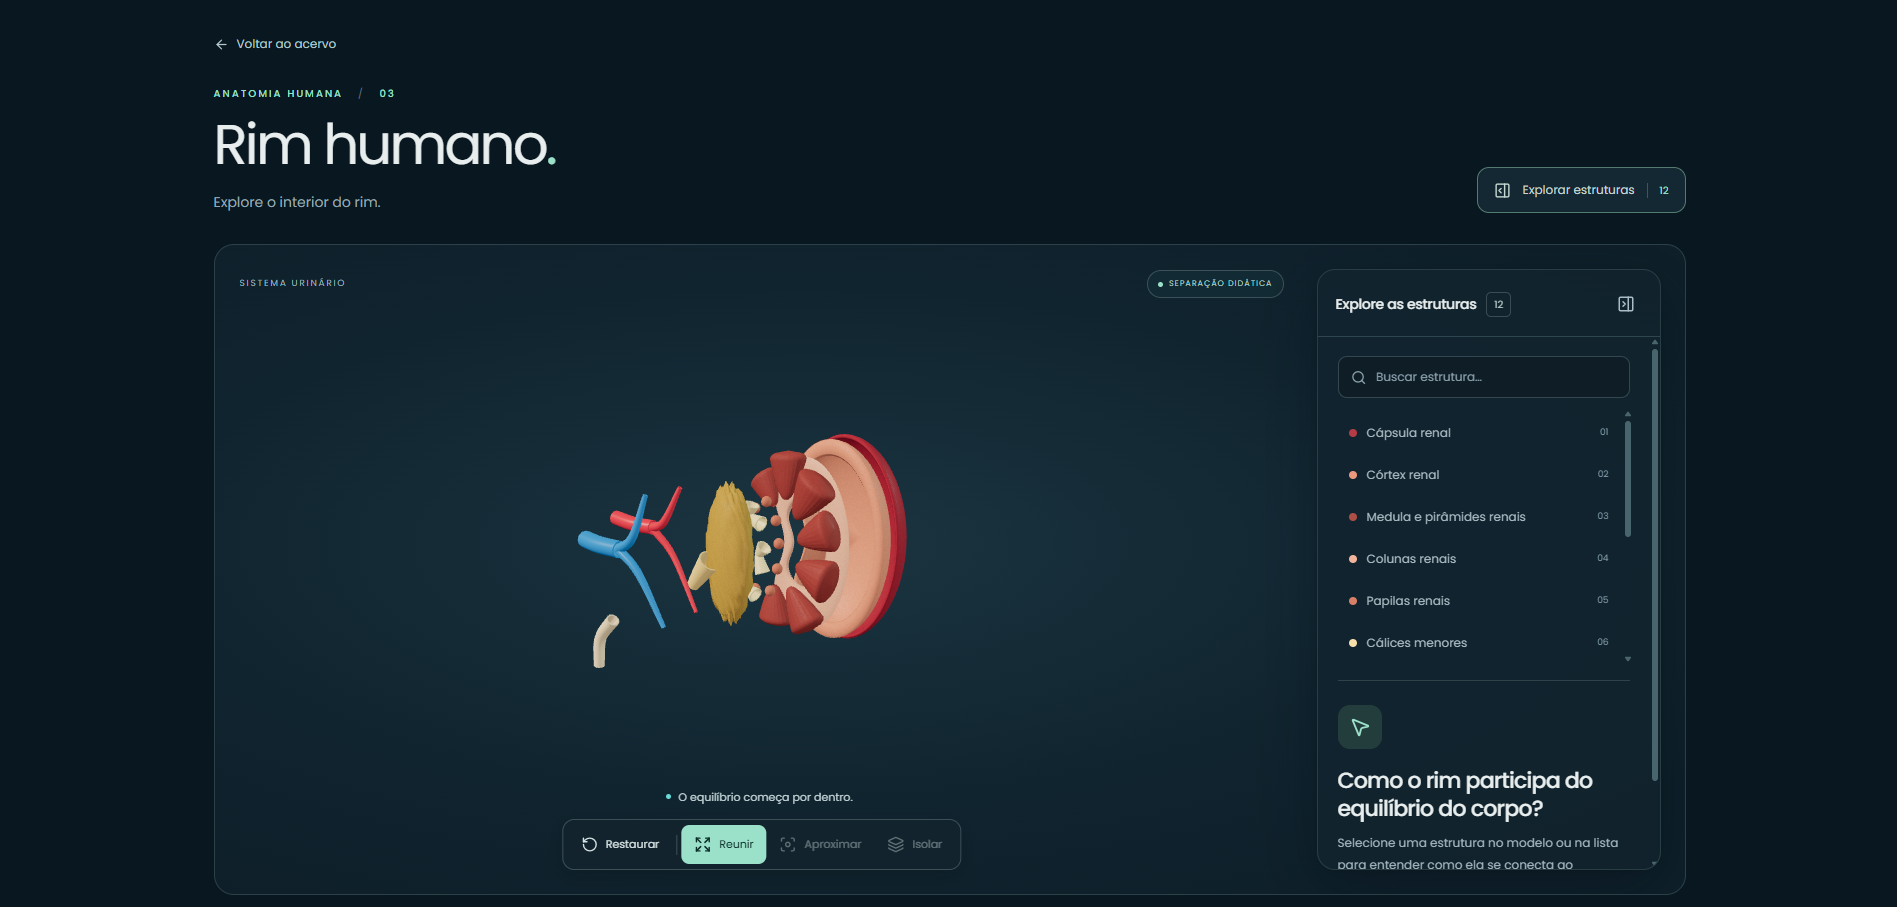 Voltar ao acervo
ANATOMIA HUMANA / 03
Rim humano.
Explore o interior do rim.
Explorar estruturas | 12
SISTEMA URINÁRIO
SEPARAÇÃO DIDÁTICA
Explore as estruturas 12
Buscar estrutura...
Cápsula renal 01
Córtex renal 02
Medula e pirâmides renais 03
Colunas renais 04
Papilas renais 05
Cálices menores 06
Como o rim participa do
equilíbrio do corpo?
Selecione uma estrutura no modelo ou na lista
para entender como ela se conecta ao
O equilíbrio começa por dentro.
Restaurar
Reunir
Aproximar
Isolar